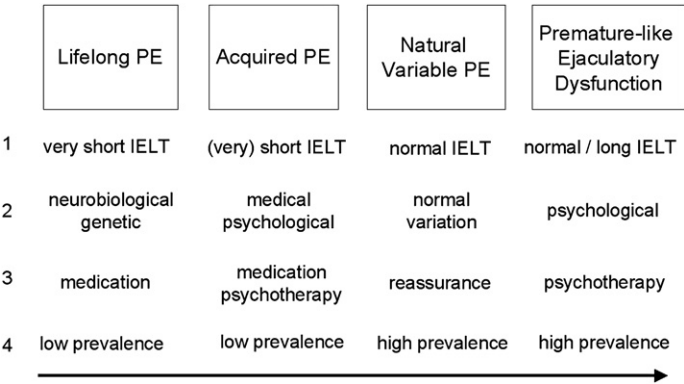 Lifelong PE
Acquired PE
Natural
Variable PE
Premature-like
Ejaculatory
Dysfunction
1 very short IELT (very) short IELT normal IELT normal / long IELT
2 neurobiological
genetic
medical
psychological
normal
variation
psychological
3 medication
medication
psychotherapy
reassurance
psychotherapy
4 low prevalence low prevalence high prevalence high prevalence